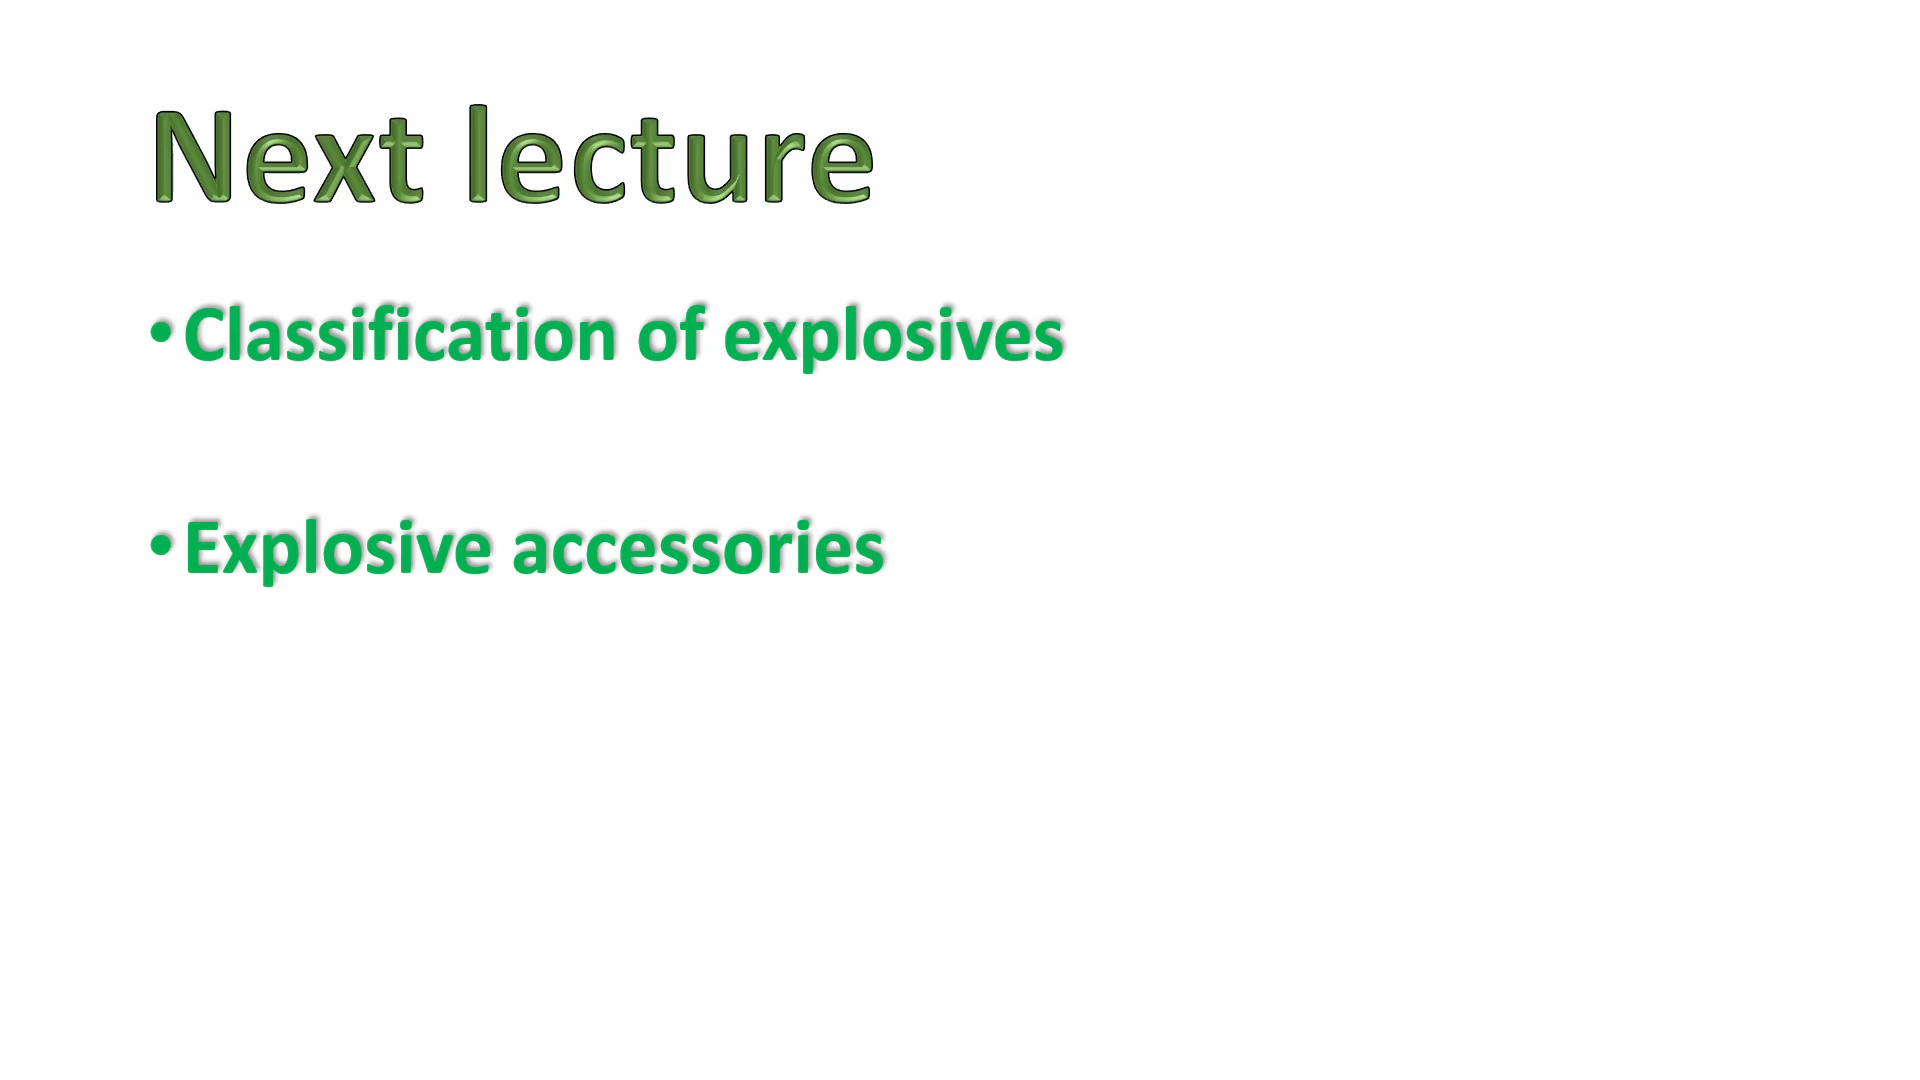 Next lecture
• Classification of explosives
• Explosive accessories